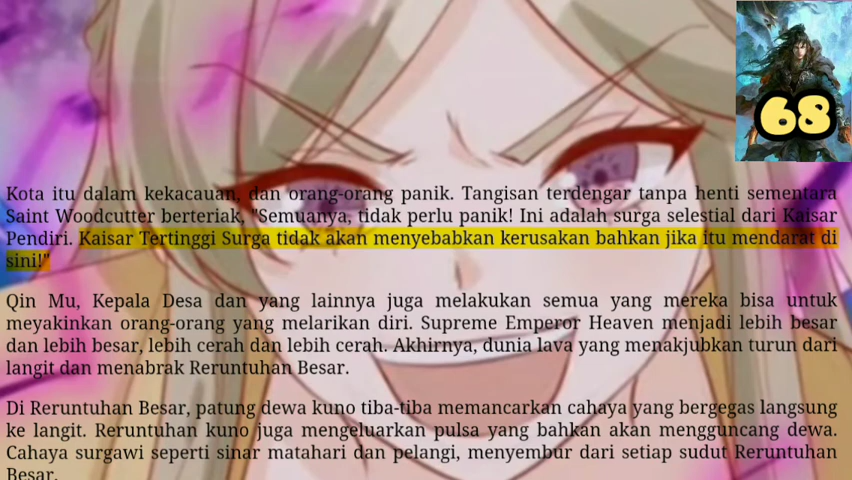 68
Kota itu dalam kekacauan, dan orang-orang panik. Tangisan terdengar tanpa henti sementara
Saint Woodcutter berteriak, "Semuanya, tidak perlu panik! Ini adalah surga selestial dari Kaisar
Pendiri. Kaisar Tertinggi Surga tidak akan menyebabkan kerusakan bahkan jika itu mendarat di
sini!"
Qin Mu, Kepala Desa dan yang lainnya juga melakukan semua yang mereka bisa untuk
meyakinkan orang-orang yang melarikan diri. Supreme Emperor Heaven menjadi lebih besar
dan lebih besar, lebih cerah dan lebih cerah. Akhirnya, dunia lava yang menakjubkan turun dari
langit dan menabrak Reruntuhan Besar.
Di Reruntuhan Besar, patung dewa kuno tiba-tiba memancarkan cahaya yang bergegas langsung
ke langit. Reruntuhan kuno juga mengeluarkan pulsa yang bahkan akan mengguncang dewa.
Cahaya surgawi seperti sinar matahari dan pelangi, menyembur dari setiap sudut Reruntuhan
Besar.